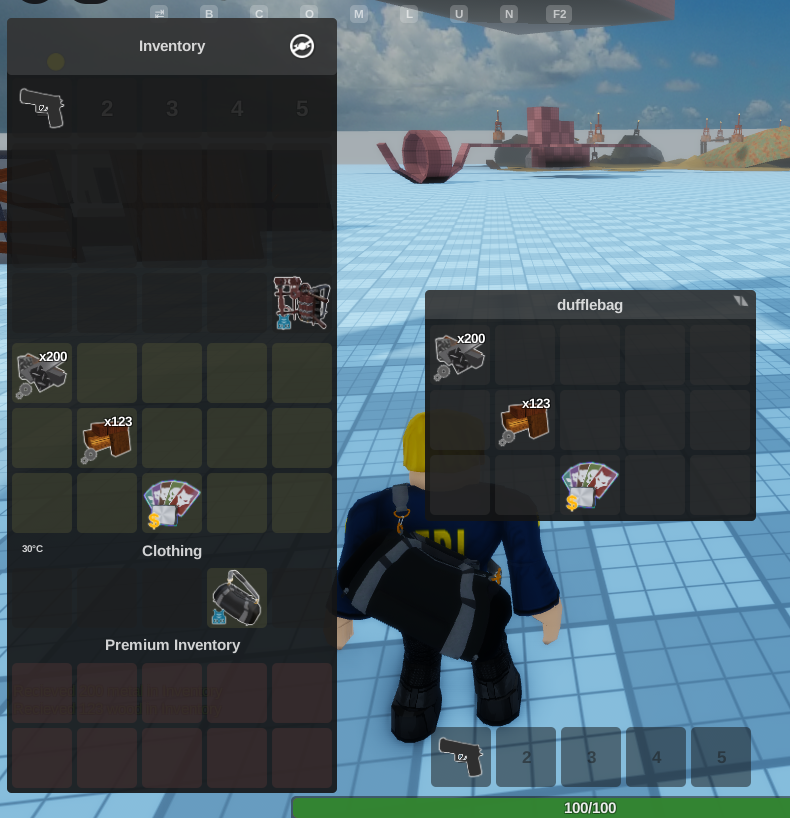 B C O M L U N F2
Inventory
2 3 4 5
x200
x123
30°C
Clothing
Premium Inventory
dufflebag
x200
x123
FBI
2 3 4 5
100/100